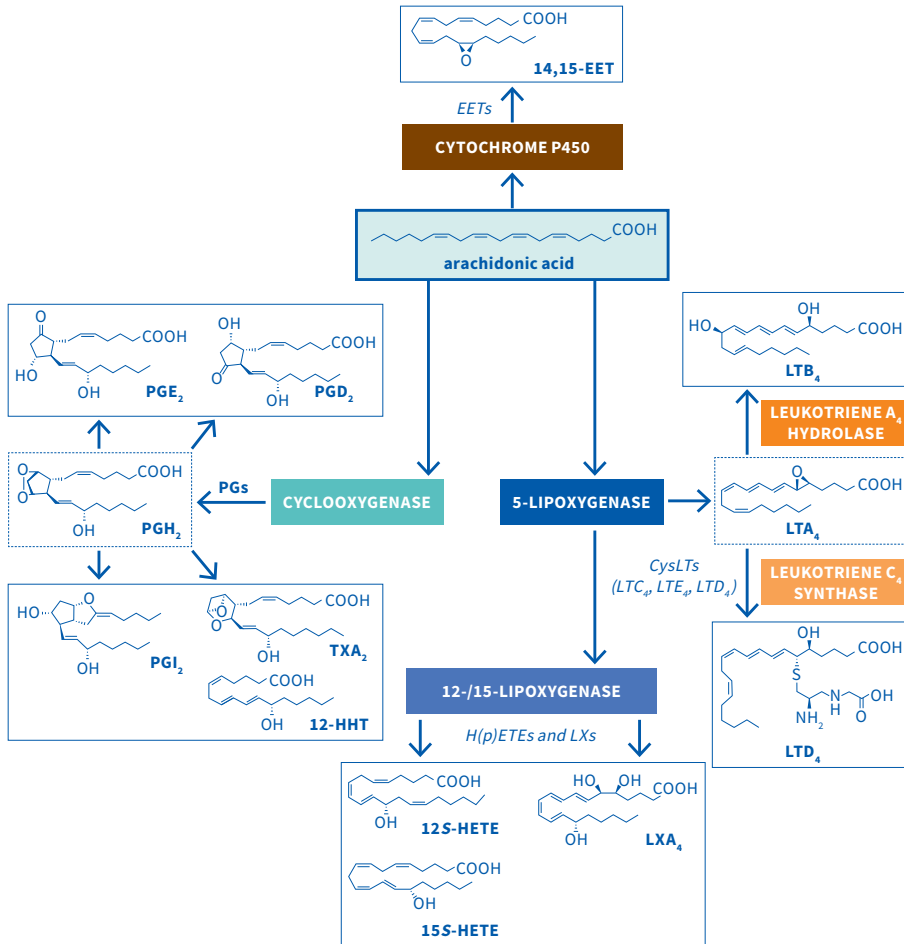 COOH
O
14,15-EET
EETs
CYTOCHROME P450
COOH
arachidonic acid
O
COOH
HO
OH
PGE2
OH
COOH
O
OH
PGD2
OH
HO
COOH
LTB4
LEUKOTRIENE A4
HYDROLASE
O
O
COOH
OH
PGH2
PGs
CYCLOOXYGENASE
5-LIPOXYGENASE
O
COOH
LTA4
CysLTs
(LTC4, LTE4, LTD4)
LEUKOTRIENE C4
SYNTHASE
HO
O
OH
PGI2
O
O
COOH
OH
TXA2
COOH
OH
12-HHT
12-/15-LIPOXYGENASE
H(p)ETEs and LXs
OH
COOH
S
N
H
OH
O
NH2
LTD4
COOH
OH
12S-HETE
HO
OH
COOH
OH
LXA4
COOH
OH
15S-HETE